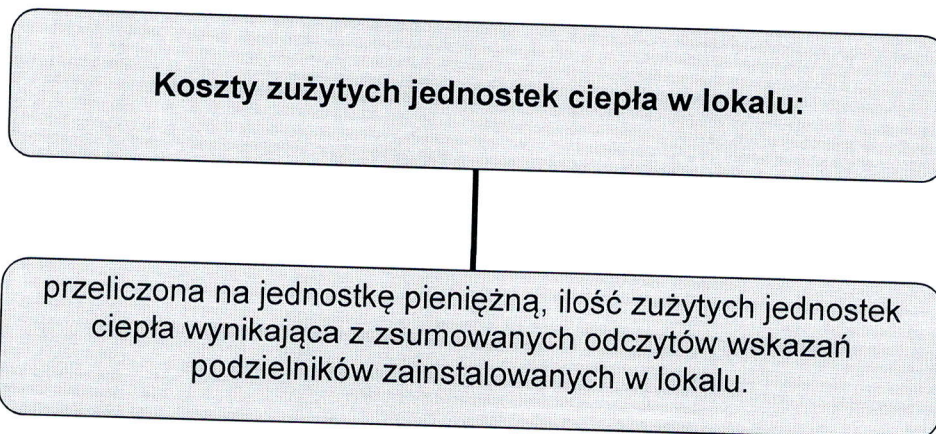 Koszty zużytych jednostek ciepła w lokalu:
przeliczona na jednostkę pieniężną, ilość zużytych jednostek
ciepła wynikająca z zsumowanych odczytów wskazań
podzielników zainstalowanych w lokalu.